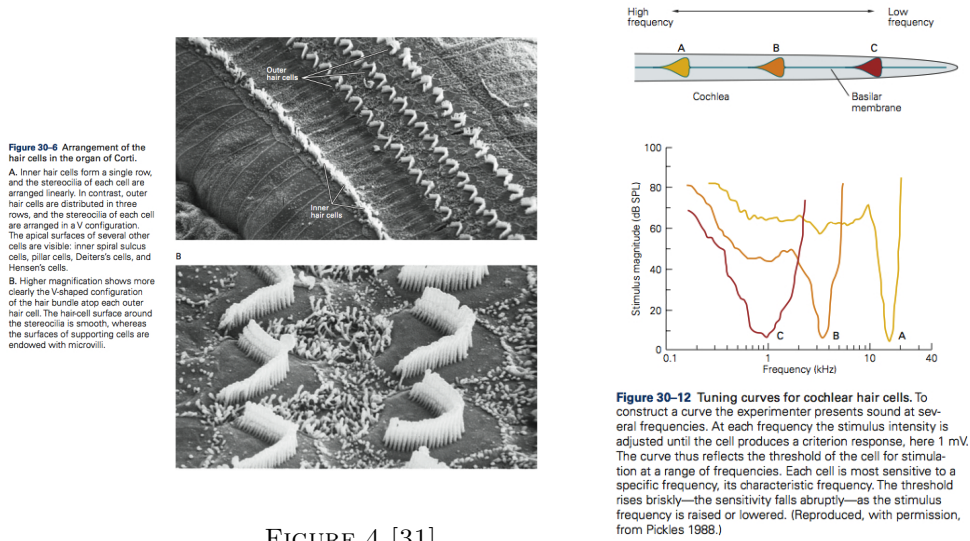 Figure 30–6 Arrangement of the
hair cells in the organ of Corti.
A. Inner hair cells form a single row,
and the stereocilia of each cell are
arranged linearly. In contrast, outer
hair cells are distributed in three
rows, and the stereocilia of each cell
are arranged in a V configuration.
The apical surfaces of several other
cells are visible: inner spiral sulcus
cells, pillar cells, Deiters's cells, and
Hensen's cells.
B. Higher magnification shows more
clearly the V-shaped configuration
of the hair bundle atop each outer
hair cell. The hair-cell surface around
the stereocilia is smooth, whereas
the surfaces of supporting cells are
endowed with microvilli.
Outer
hair cells
Inner
hair cells
B
FIGURE 4 [31]
High
frequency
Low
frequency
A
B
C
Cochlea
Basilar
membrane
Stimulus magnitude (dB SPL)
100
80
60
40
20
0
C
B
A
0.1
1
10
40
Frequency (kHz)
Figure 30–12 Tuning curves for cochlear hair cells. To
construct a curve the experimenter presents sound at sev-
eral frequencies. At each frequency the stimulus intensity is
adjusted until the cell produces a criterion response, here 1 mV.
The curve thus reflects the threshold of the cell for stimula-
tion at a range of frequencies. Each cell is most sensitive to a
specific frequency, its characteristic frequency. The threshold
rises briskly—the sensitivity falls abruptly—as the stimulus
frequency is raised or lowered. (Reproduced, with permission,
from Pickles 1988.)